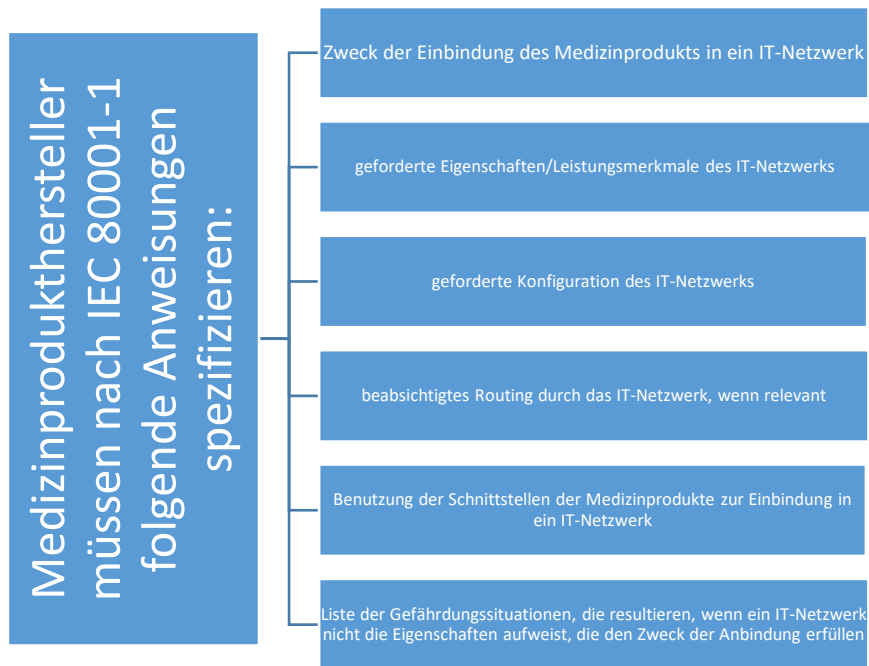 Medizinprodukthersteller
müssen nach IEC 80001-1
folgende Anweisungen
spezifizieren:
Zweck der Einbindung des Medizinprodukts in ein IT-Netzwerk
geforderte Eigenschaften/Leistungsmerkmale des IT-Netzwerks
geforderte Konfiguration des IT-Netzwerks
beabsichtigtes Routing durch das IT-Netzwerk, wenn relevant
Benutzung der Schnittstellen der Medizinprodukte zur Einbindung in
ein IT-Netzwerk
Liste der Gefährdungssituationen, die resultieren, wenn ein IT-Netzwerk
nicht die Eigenschaften aufweist, die den Zweck der Anbindung erfüllen